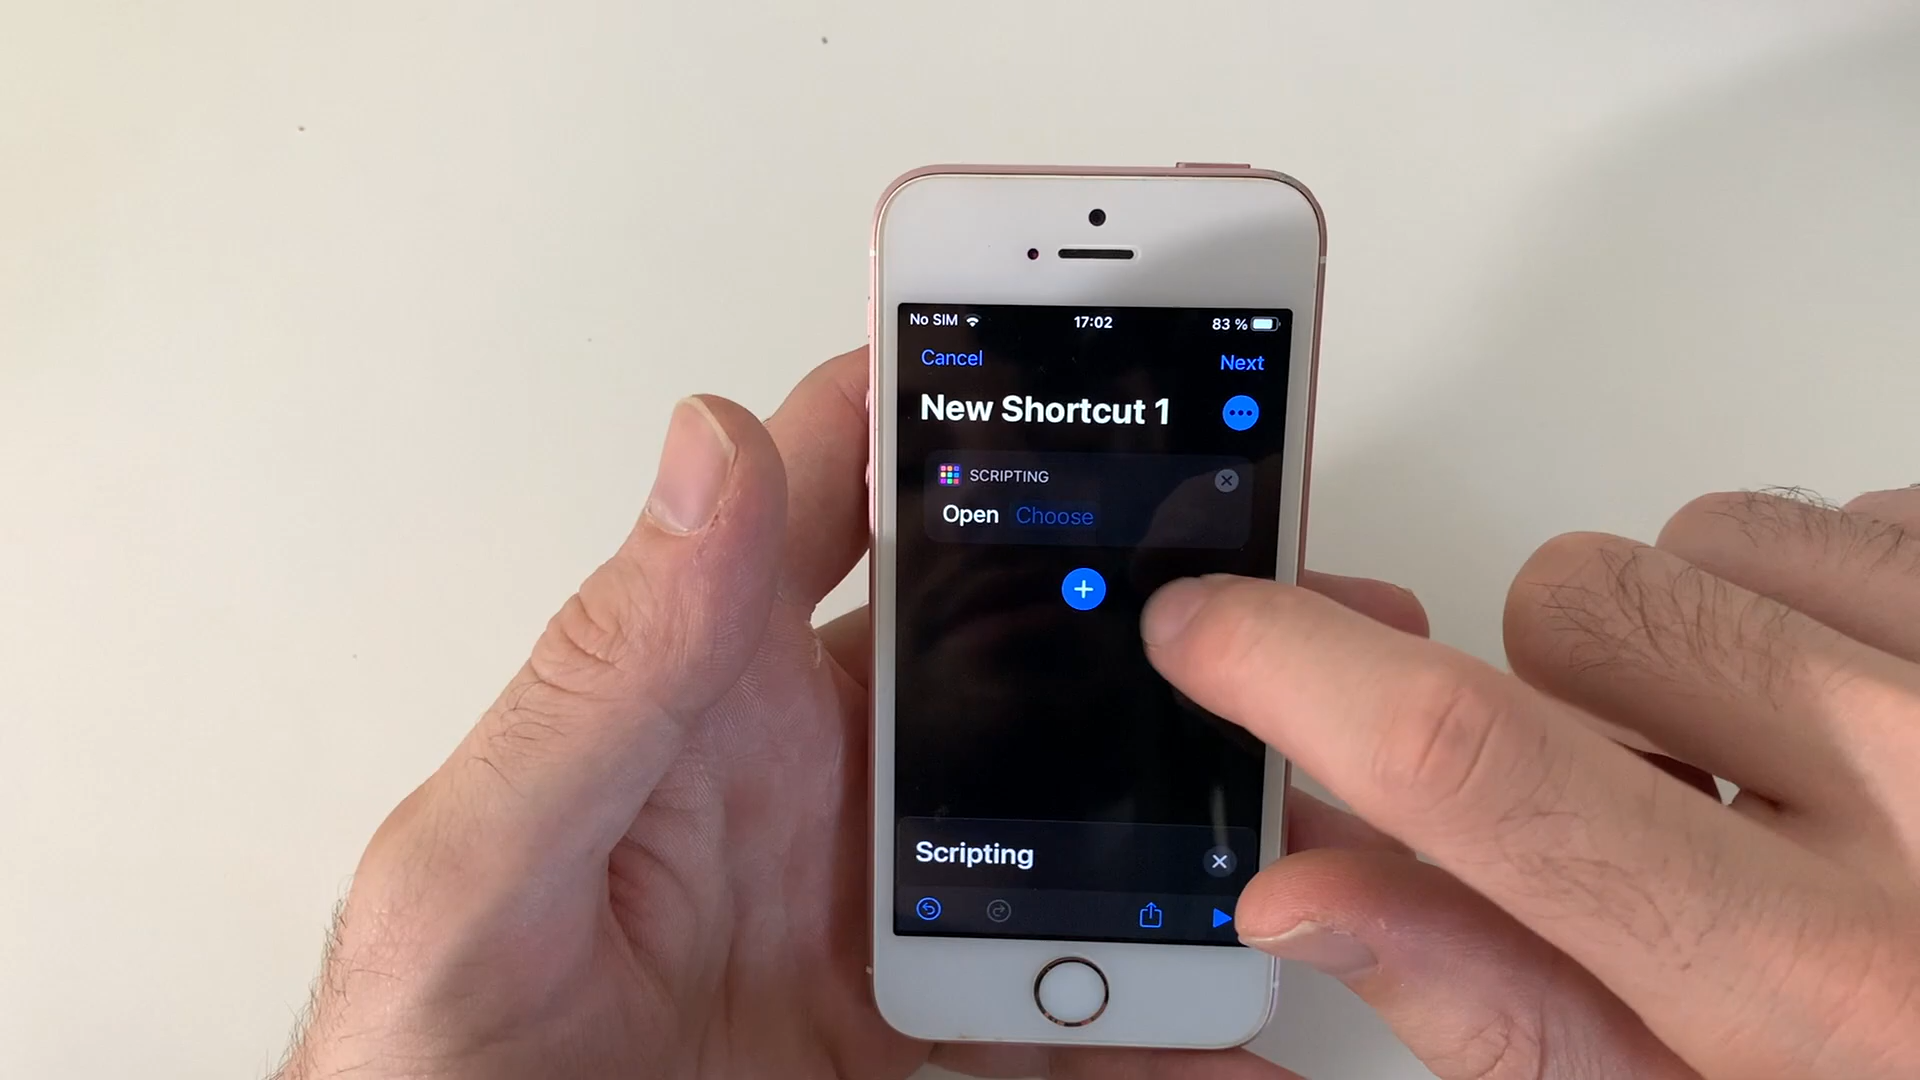 No SIM 17:02 83 %
Cancel Next
New Shortcut 1
SCRIPTING
Open Choose
Scripting